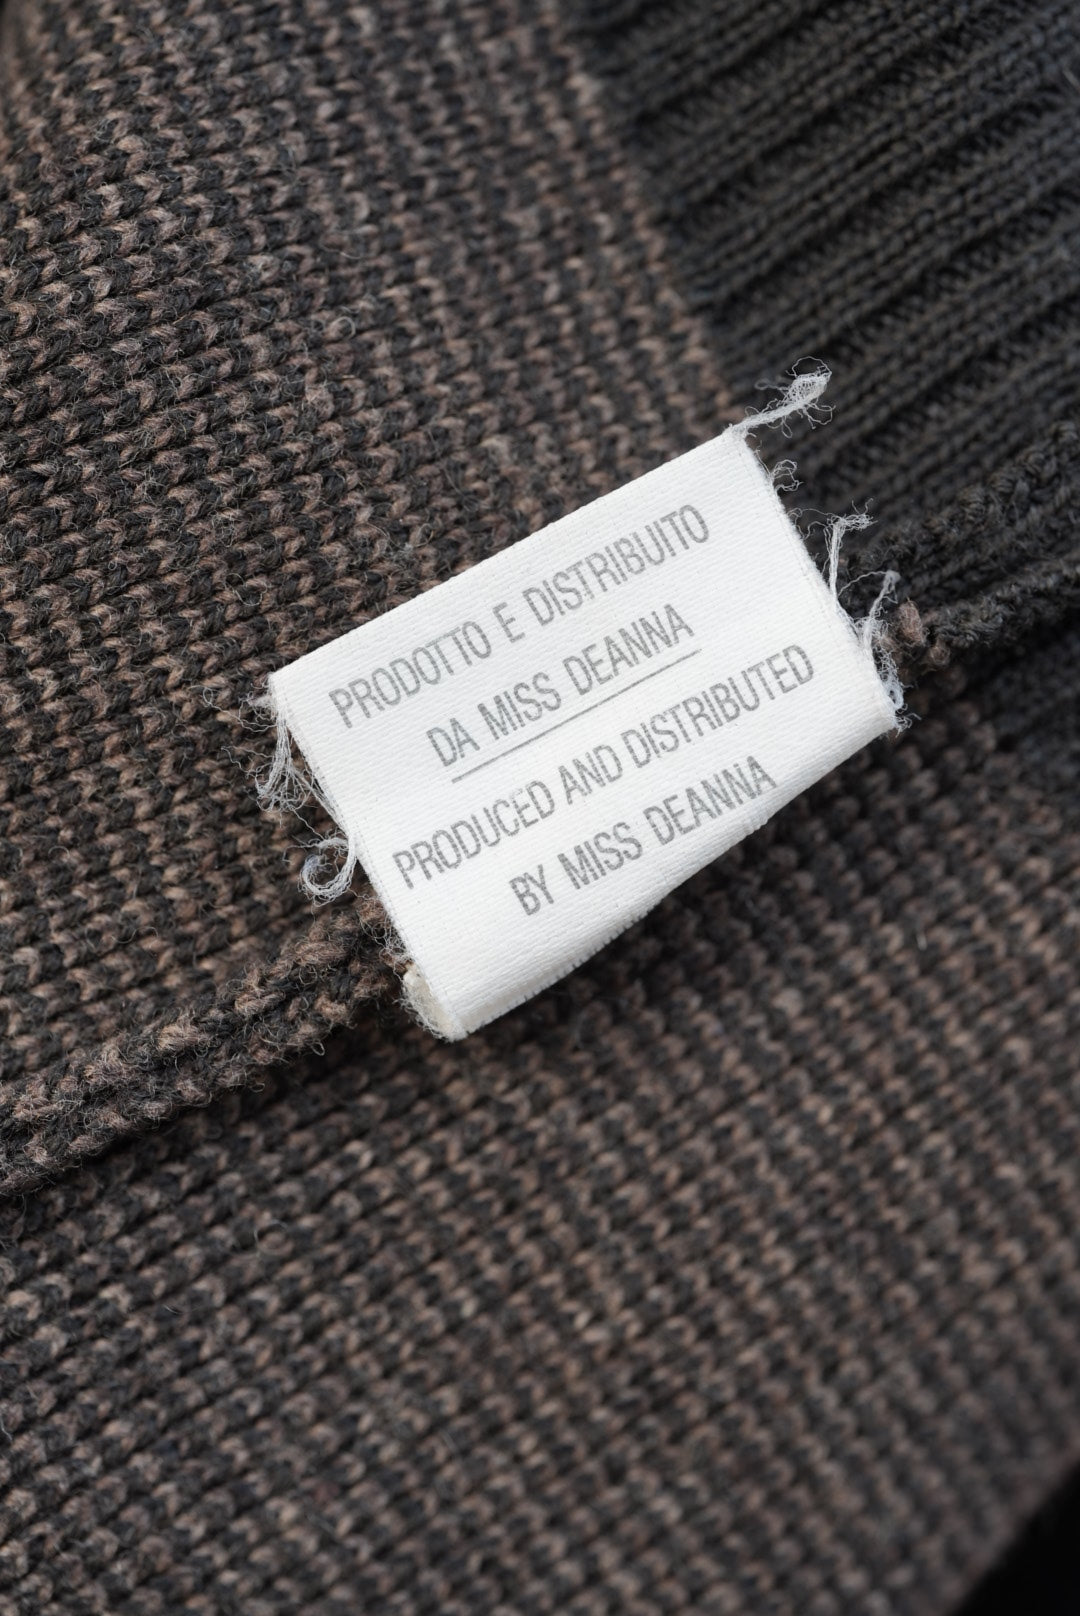 PRODOTTO E DISTRIBUITO
DA MISS DEANNA
PRODUCED AND DISTRIBUTED
BY MISS DEANNA